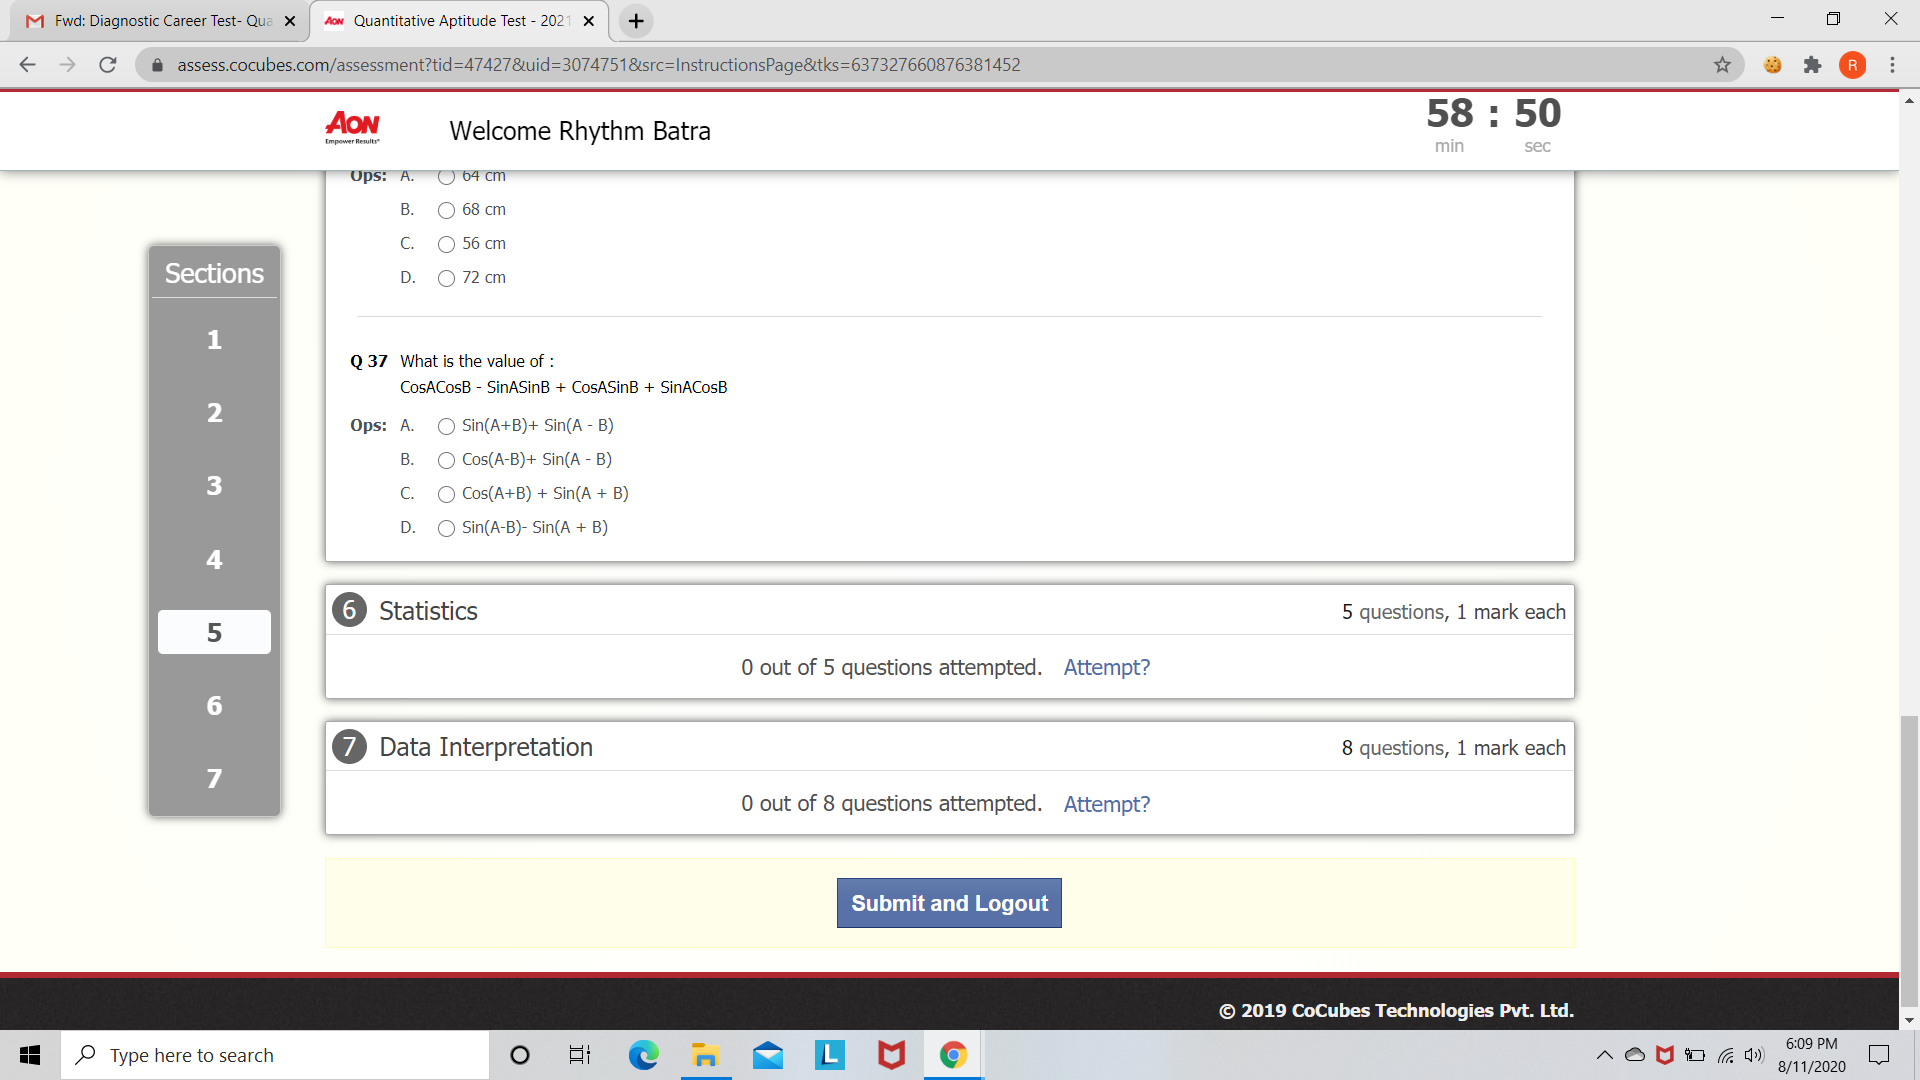 Fwd: Diagnostic Career Test- Qua
AON Quantitative Aptitude Test - 2021
assess.cocubes.com/assessment?tid=47427&uid=3074751&src=InstructionsPage&tks=637327660876381452
R
AON
Empower Results®
Welcome Rhythm Batra
58 : 50
min sec
Ops: A. 64 cm
B. 68 cm
C. 56 cm
D. 72 cm
Sections
1
2
3
4
5
6
7
Q 37 What is the value of :
CosACosB - SinASinB + CosASinB + SinACosB
Ops: A. Sin(A+B)+ Sin(A - B)
B. Cos(A-B)+ Sin(A - B)
C. Cos(A+B) + Sin(A + B)
D. Sin(A-B)- Sin(A + B)
6 Statistics 5 questions, 1 mark each
0 out of 5 questions attempted. Attempt?
7 Data Interpretation 8 questions, 1 mark each
0 out of 8 questions attempted. Attempt?
Submit and Logout
© 2019 CoCubes Technologies Pvt. Ltd.
Type here to search
L
6:09 PM
8/11/2020